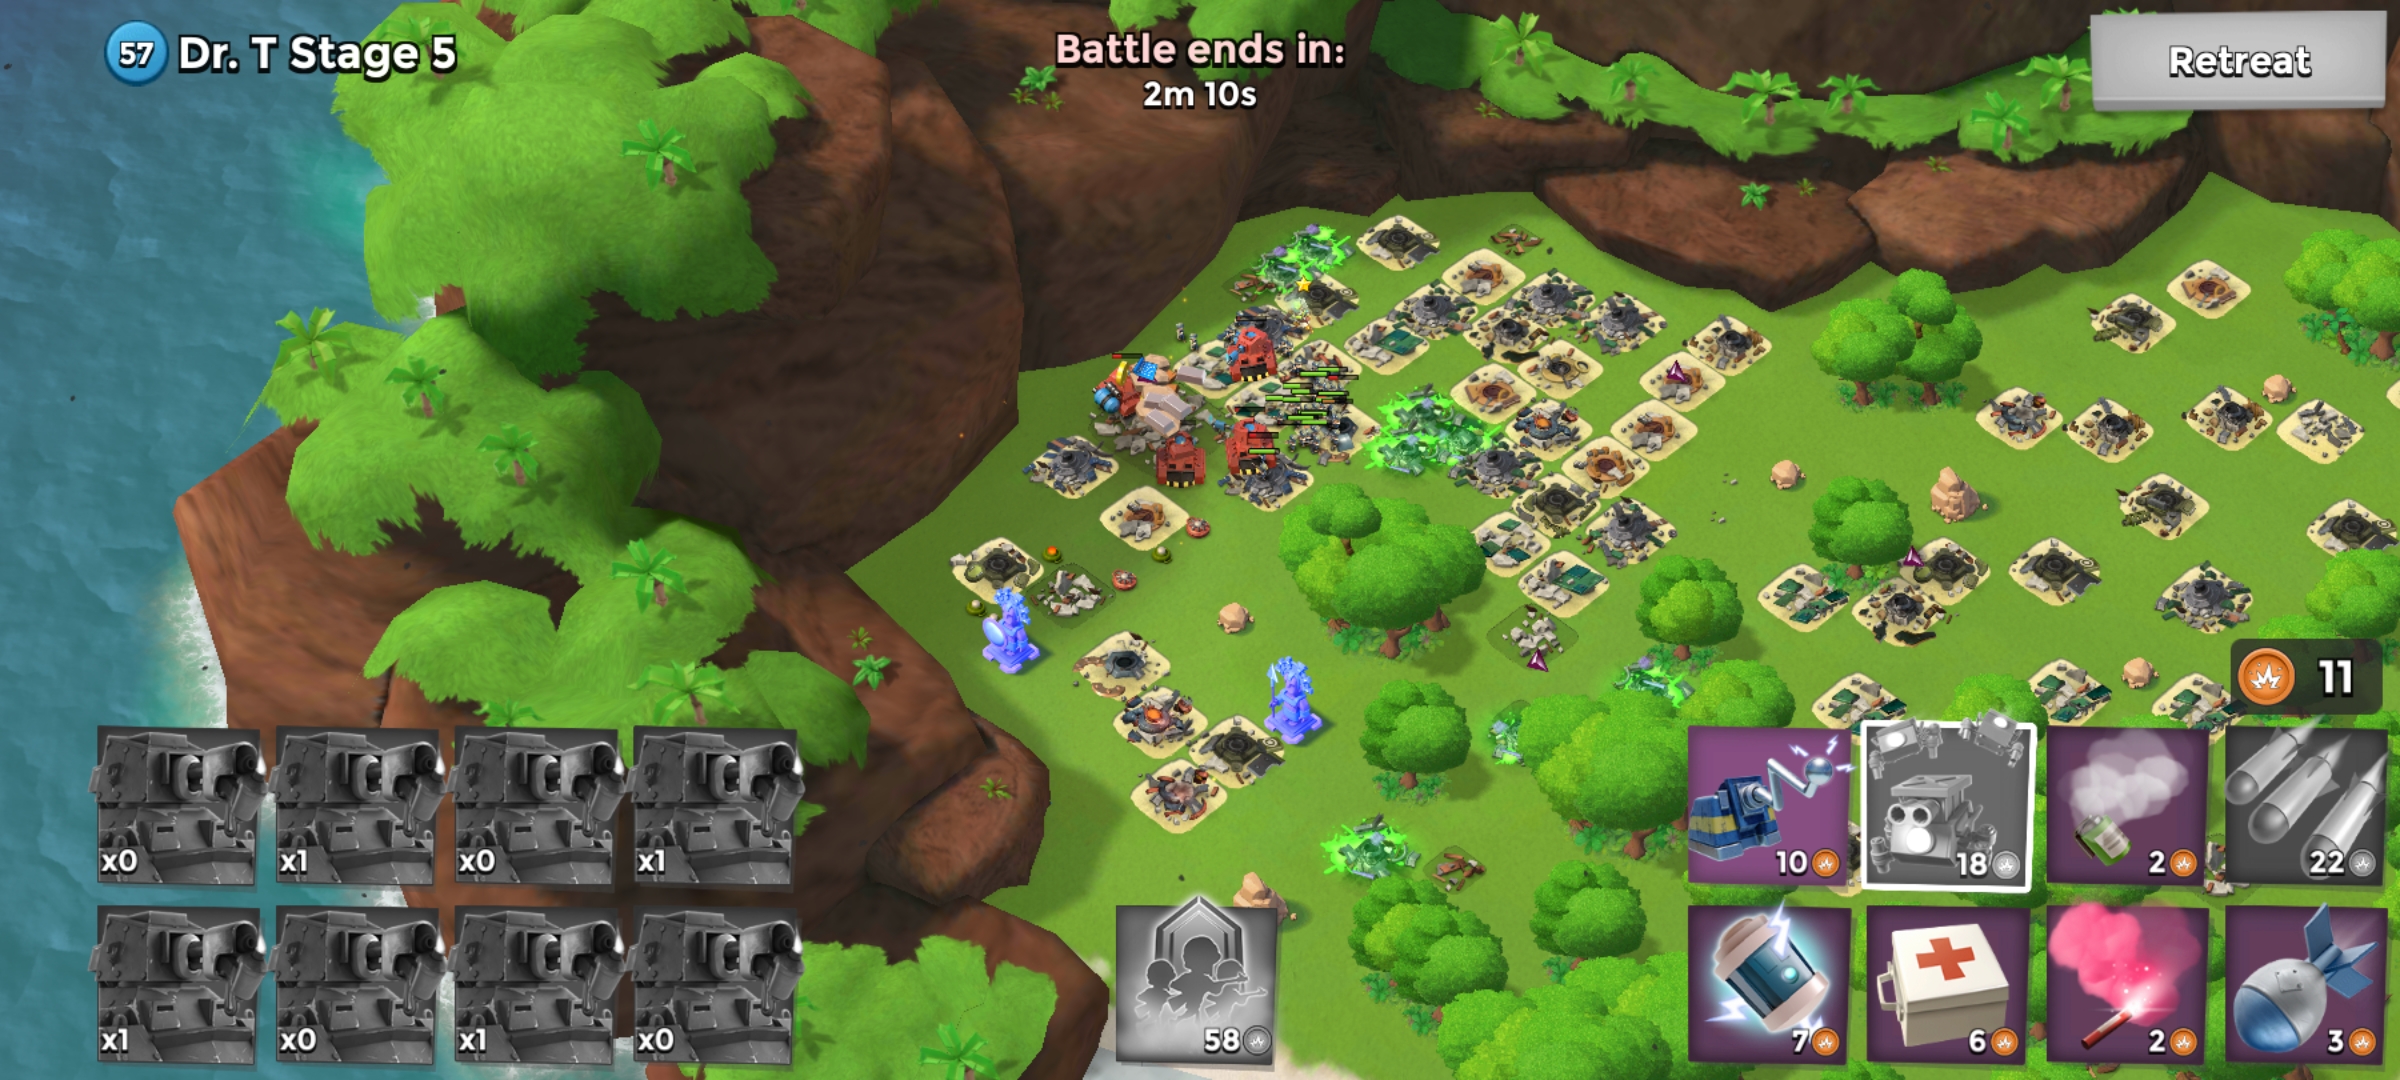 57 Dr. T Stage 5
Battle ends in:
2m 10s
Retreat
11
x0 x1 x0 x1
10 18 2 22
x1 x0 x1 x0
58
7 6 2 3